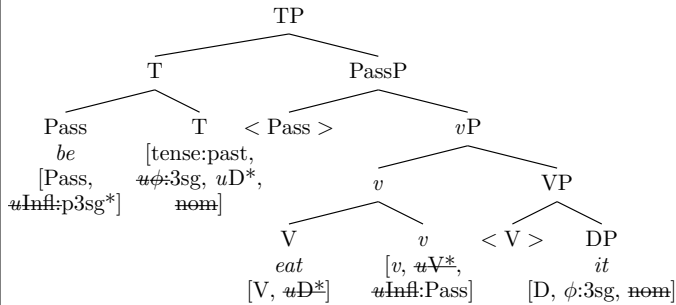 TP
T PassP
Pass T < Pass > vP
be [tense:past, v VP
[Pass, uϕ:3sg, uD*,
uInfl:p3sg*] nom]
V v < V > DP
eat [v, uV*, it
[V, uD*] uInfl:Pass] [D, ϕ:3sg, nom]